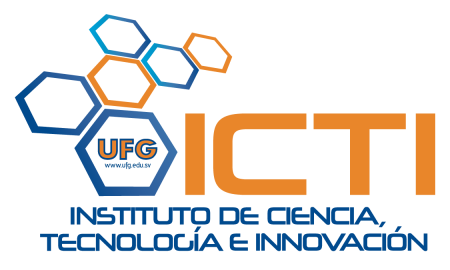 UFG
www.ufg.edu.sv
ICTI
INSTITUTO DE CIENCIA,
TECNOLOGÍA E INNOVACIÓN